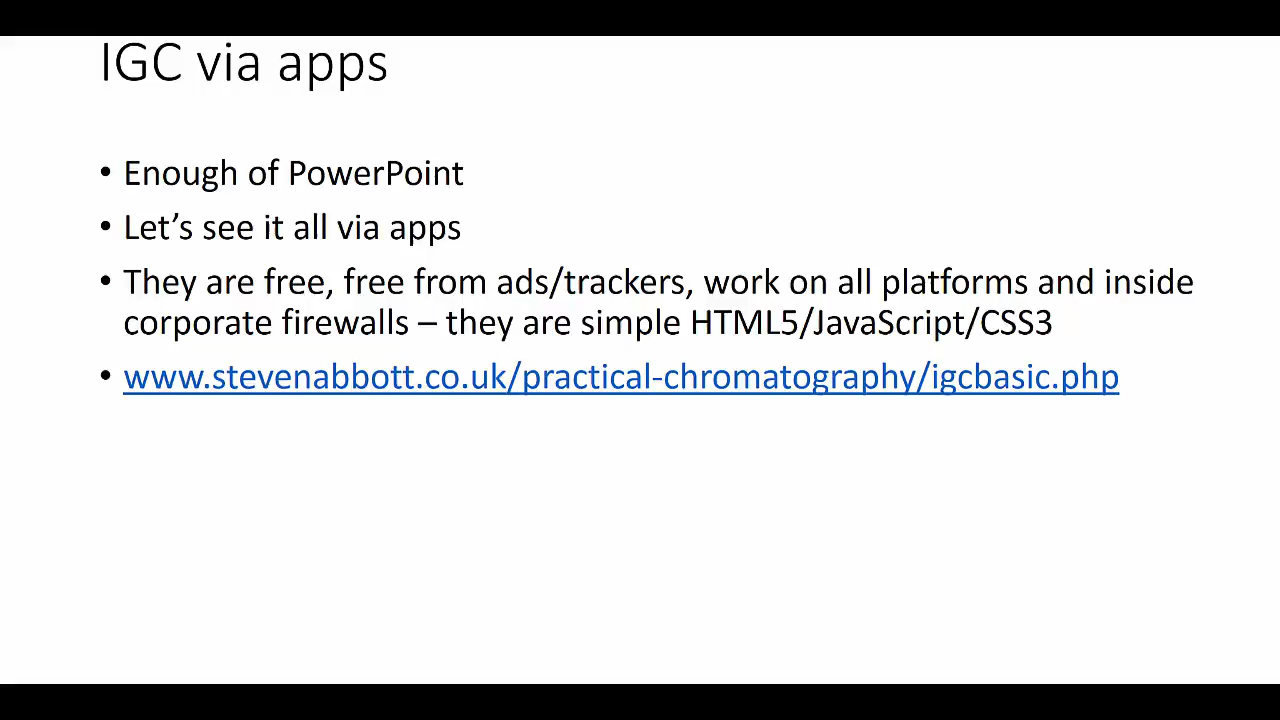 IGC via apps
• Enough of PowerPoint
• Let’s see it all via apps
• They are free, free from ads/trackers, work on all platforms and inside
corporate firewalls – they are simple HTML5/JavaScript/CSS3
• www.stevenabbott.co.uk/practical-chromatography/igcbasic.php